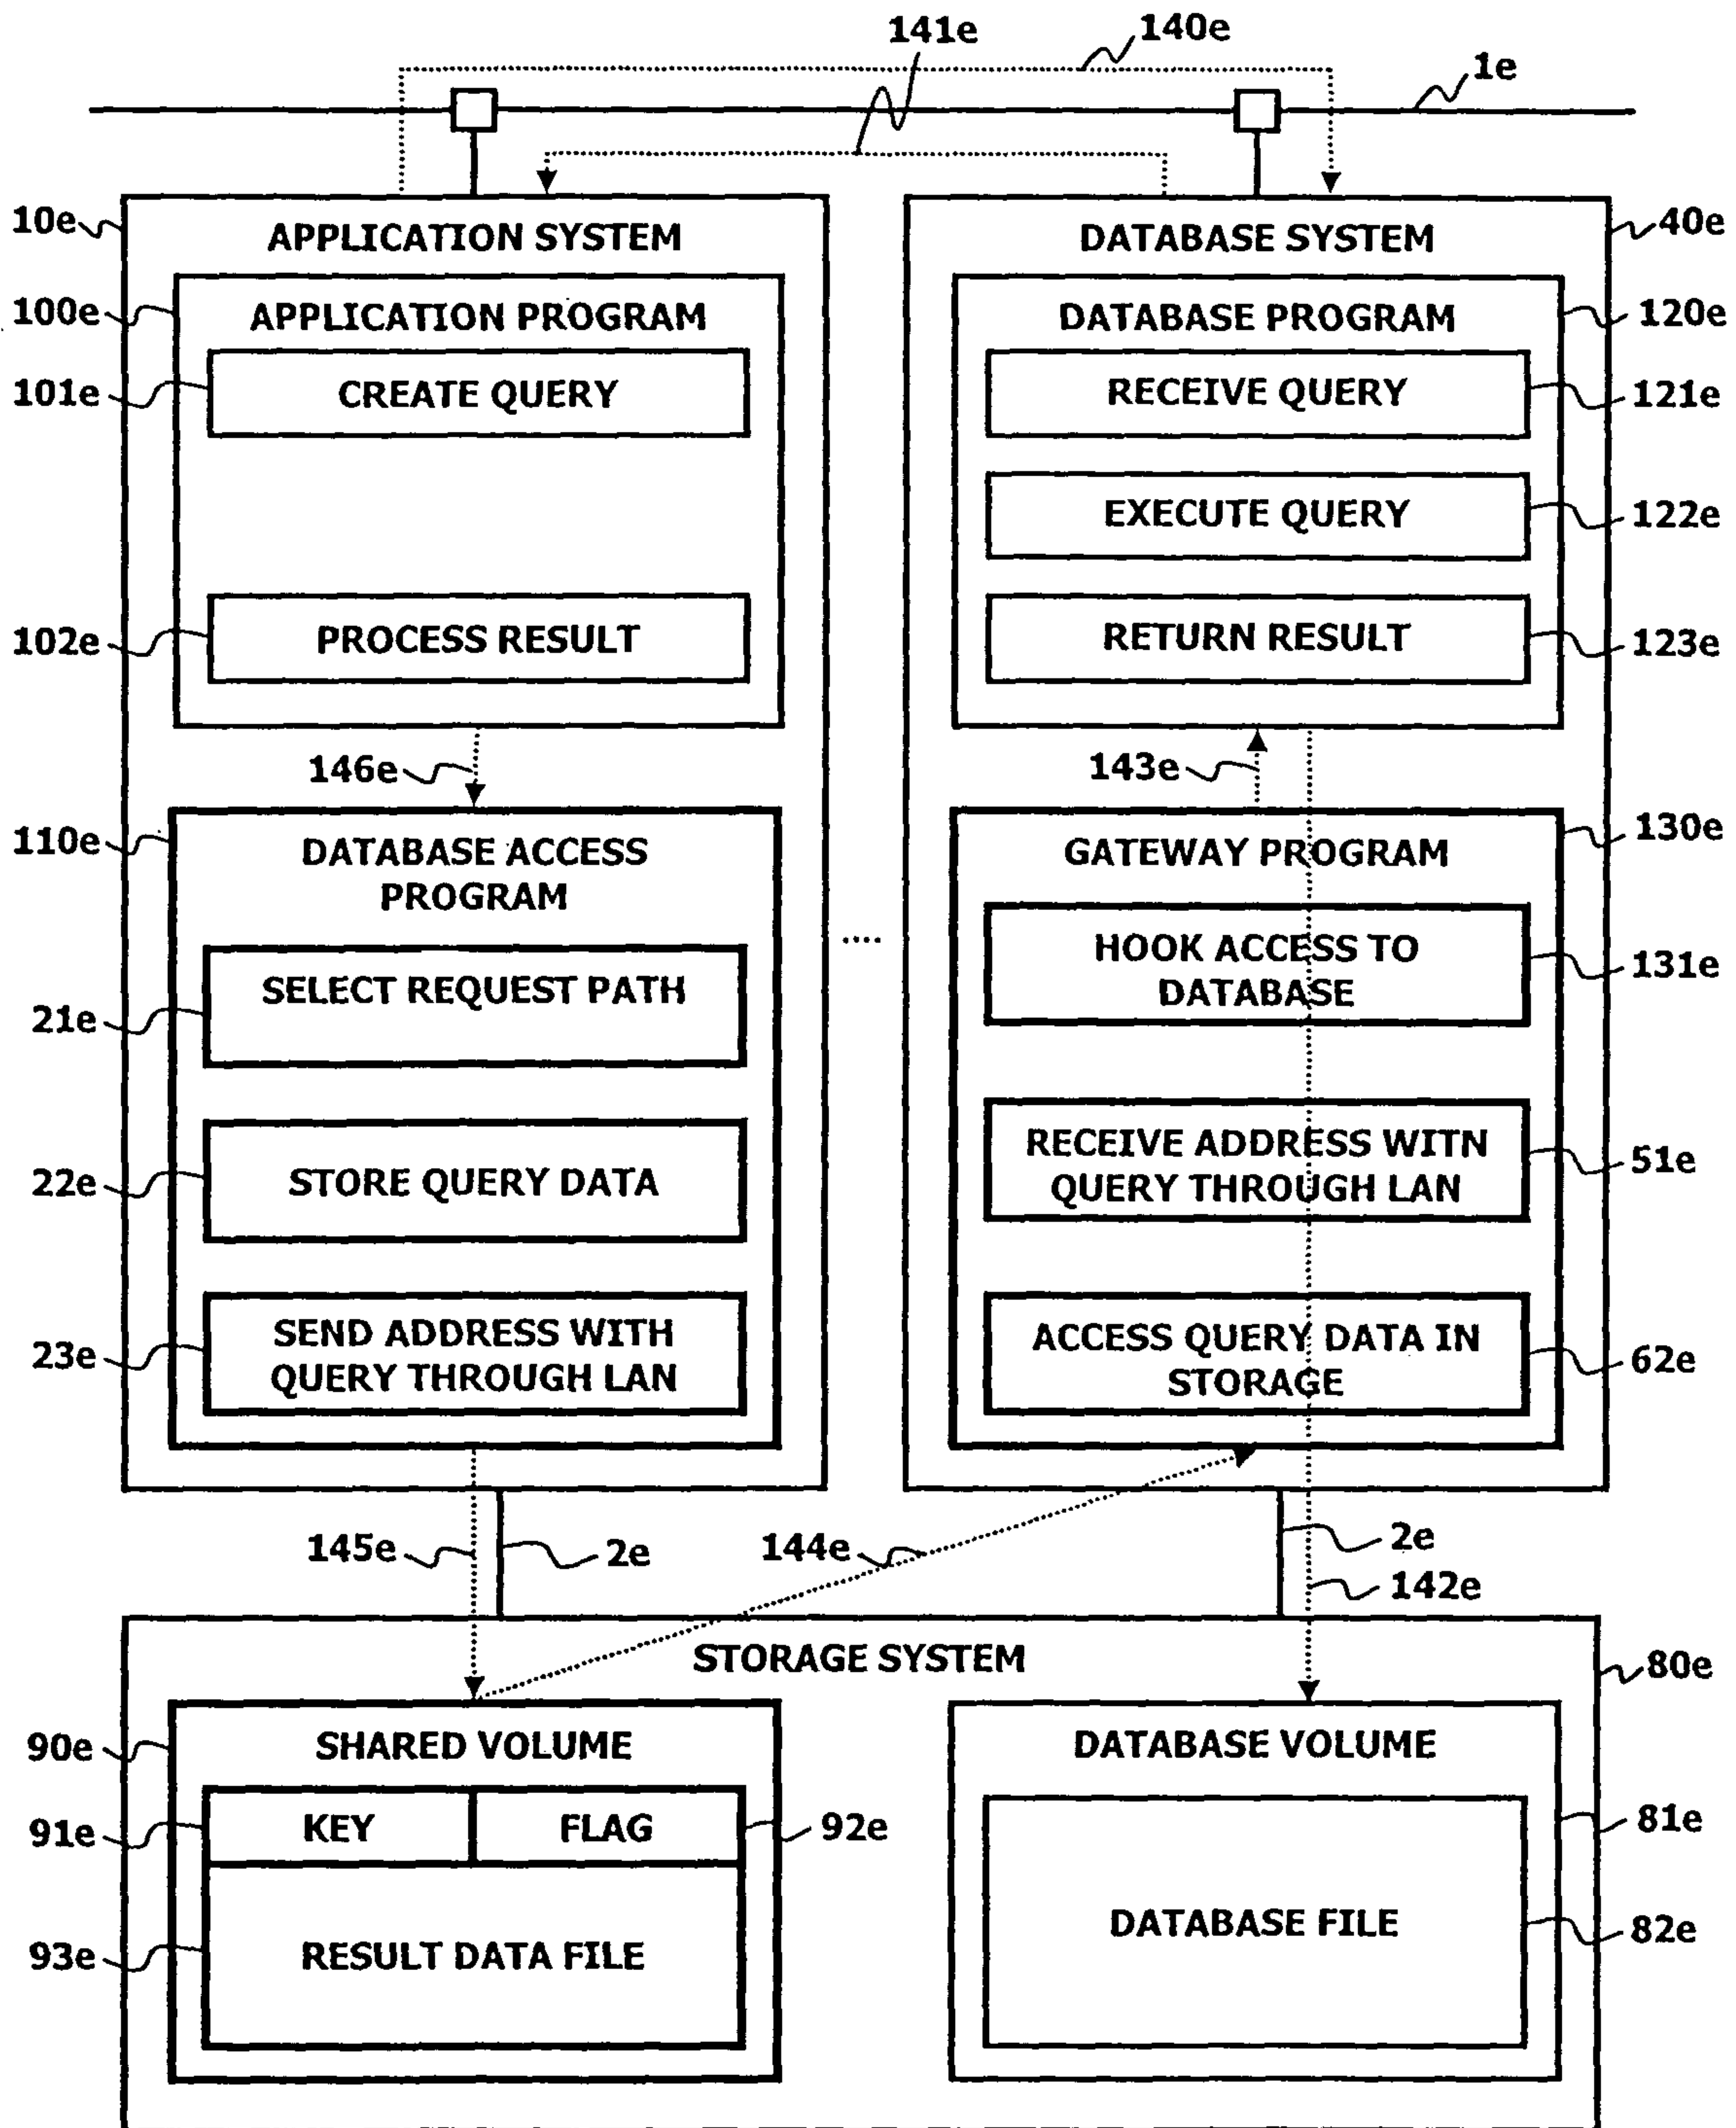 141e
140e
1e
10e
APPLICATION SYSTEM
DATABASE SYSTEM
40e
100e
APPLICATION PROGRAM
DATABASE PROGRAM
120e
101e
CREATE QUERY
RECEIVE QUERY
121e
EXECUTE QUERY
122e
102e
PROCESS RESULT
RETURN RESULT
123e
146e
143e
110e
DATABASE ACCESS
PROGRAM
GATEWAY PROGRAM
130e
HOOK ACCESS TO
DATABASE
131e
....
21e
SELECT REQUEST PATH
RECEIVE ADDRESS WITN
QUERY THROUGH LAN
51e
22e
STORE QUERY DATA
23e
SEND ADDRESS WITH
QUERY THROUGH LAN
ACCESS QUERY DATA IN
STORAGE
62e
145e
2e
144e
2e
142e
STORAGE SYSTEM
80e
90e
SHARED VOLUME
DATABASE VOLUME
91e
KEY
FLAG
92e
81e
93e
RESULT DATA FILE
DATABASE FILE
82e